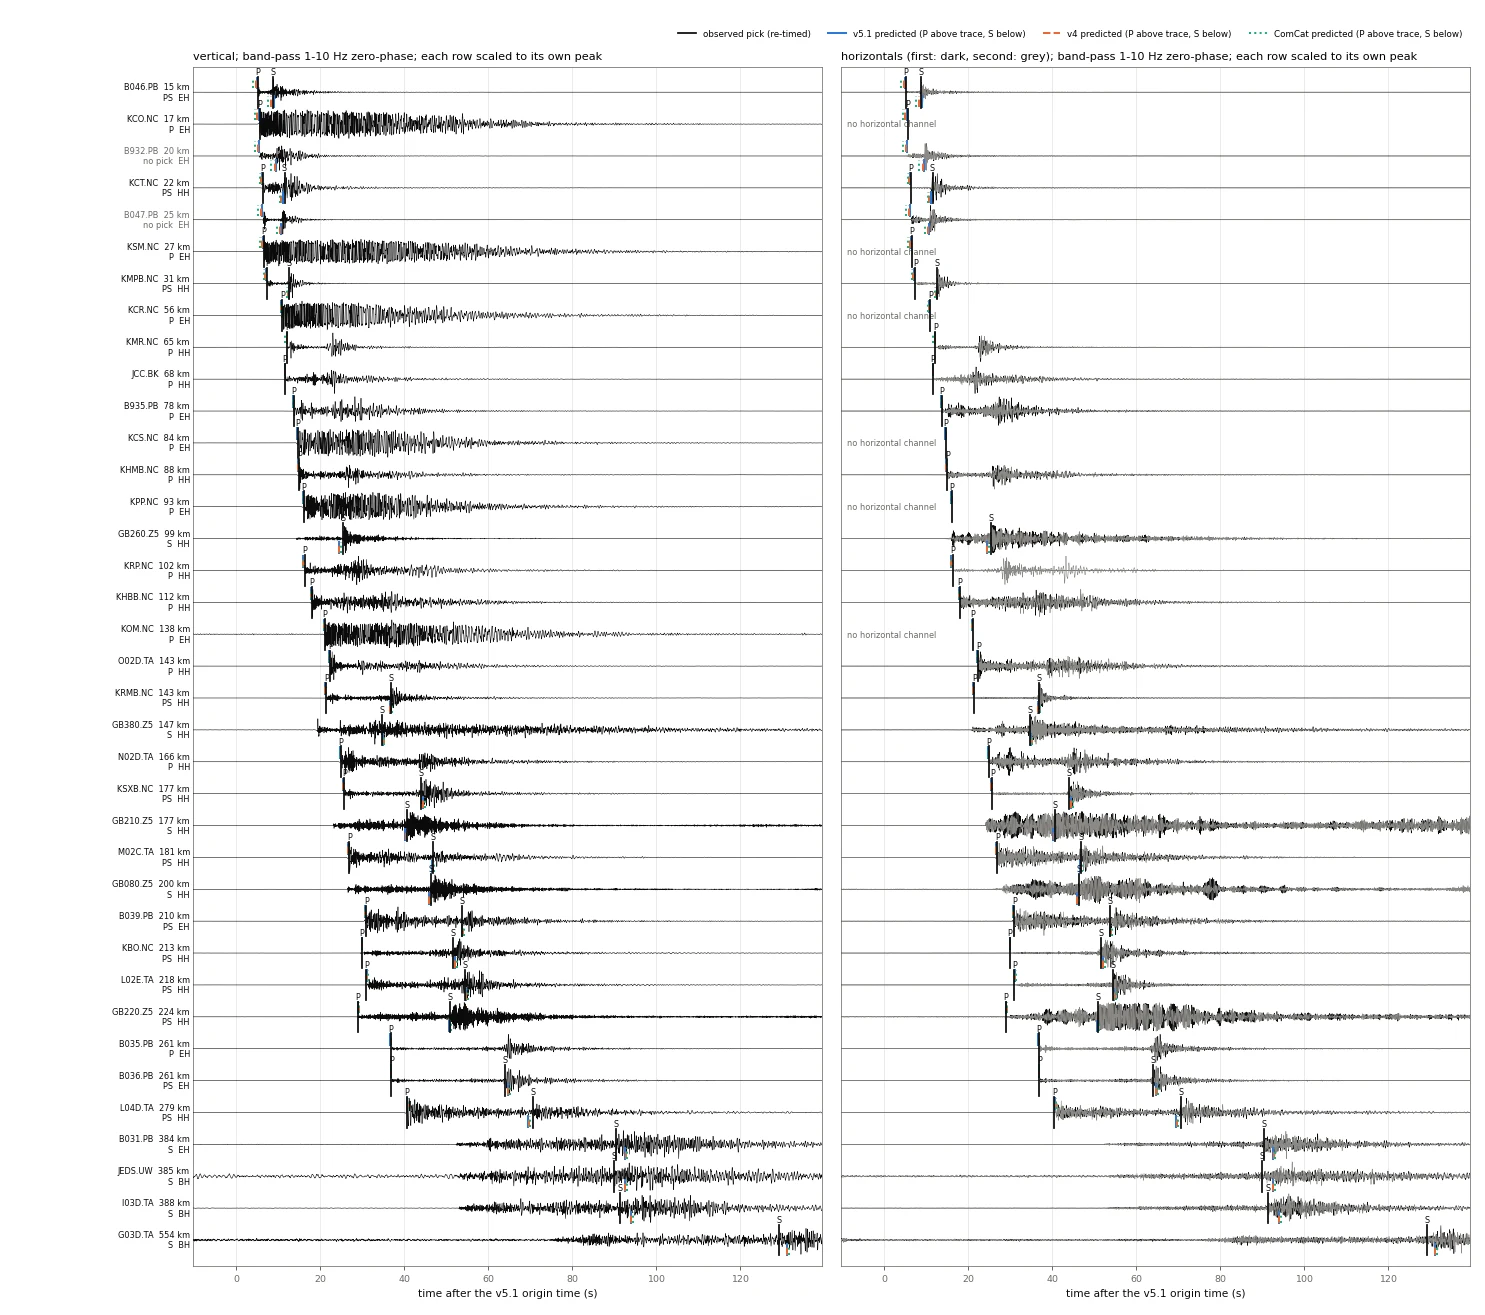 observed pick (re-timed)
v5.1 predicted (P above trace, S below)
v4 predicted (P above trace, S below)
ComCat predicted (P above trace, S below)
vertical; band-pass 1-10 Hz zero-phase; each row scaled to its own peak
horizontals (first: dark, second: grey); band-pass 1-10 Hz zero-phase; each row scaled to its own peak
B046.PB 15 km
PS EH
KCO.NC 17 km
P EH
no horizontal channel
B932.PB 20 km
no pick EH
KCT.NC 22 km
PS HH
B047.PB 25 km
no pick EH
KSM.NC 27 km
P EH
no horizontal channel
KMPB.NC 31 km
PS HH
KCR.NC 56 km
P EH
no horizontal channel
KMR.NC 65 km
P HH
JCC.BK 68 km
P HH
B935.PB 78 km
P EH
KCS.NC 84 km
P EH
no horizontal channel
KHMB.NC 88 km
P HH
KPP.NC 93 km
P EH
no horizontal channel
GB260.Z5 99 km
S HH
KRP.NC 102 km
P HH
KHBB.NC 112 km
P HH
KOM.NC 138 km
P EH
no horizontal channel
O02D.TA 143 km
P HH
KRMB.NC 143 km
PS HH
GB380.Z5 147 km
S HH
N02D.TA 166 km
P HH
KSXB.NC 177 km
PS HH
GB210.Z5 177 km
S HH
M02C.TA 181 km
PS HH
GB080.Z5 200 km
S HH
B039.PB 210 km
PS EH
KBO.NC 213 km
PS HH
L02E.TA 218 km
PS HH
GB220.Z5 224 km
PS HH
B035.PB 261 km
P EH
B036.PB 261 km
PS EH
L04D.TA 279 km
PS HH
B031.PB 384 km
S EH
JEDS.UW 385 km
S BH
I03D.TA 388 km
S BH
G03D.TA 554 km
S BH
0 20 40 60 80 100 120
0 20 40 60 80 100 120
time after the v5.1 origin time (s)
time after the v5.1 origin time (s)